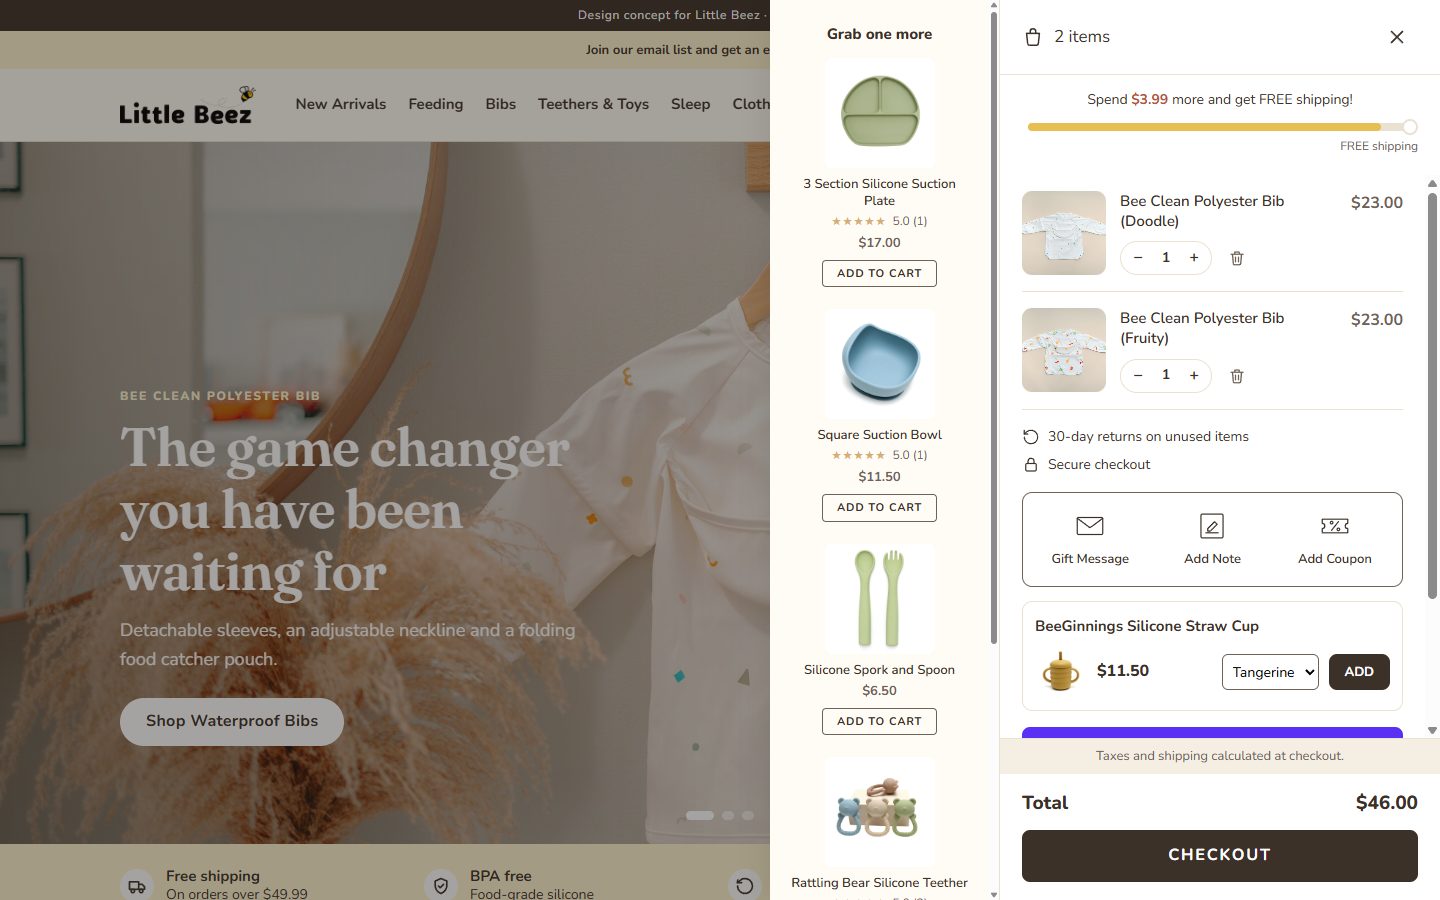 Design concept for Little Beez ·
Join our email list and get an e
Little Beez
New Arrivals
Feeding
Bibs
Teethers & Toys
Sleep
Cloth
BEE CLEAN POLYESTER BIB
The game changer
you have been
waiting for
Detachable sleeves, an adjustable neckline and a folding
food catcher pouch.
Shop Waterproof Bibs
Free shipping
On orders over $49.99
BPA free
Food-grade silicone
Grab one more
3 Section Silicone Suction
Plate
★★★★★ 5.0 (1)
$17.00
ADD TO CART
Square Suction Bowl
★★★★★ 5.0 (1)
$11.50
ADD TO CART
Silicone Spork and Spoon
$6.50
ADD TO CART
Rattling Bear Silicone Teether
2 items
Spend $3.99 more and get FREE shipping!
FREE shipping
Bee Clean Polyester Bib
(Doodle)
$23.00
− 1 +
Bee Clean Polyester Bib
(Fruity)
$23.00
− 1 +
30-day returns on unused items
Secure checkout
Gift Message
Add Note
Add Coupon
BeeGinnings Silicone Straw Cup
$11.50
Tangerine
ADD
Taxes and shipping calculated at checkout.
Total
$46.00
CHECKOUT